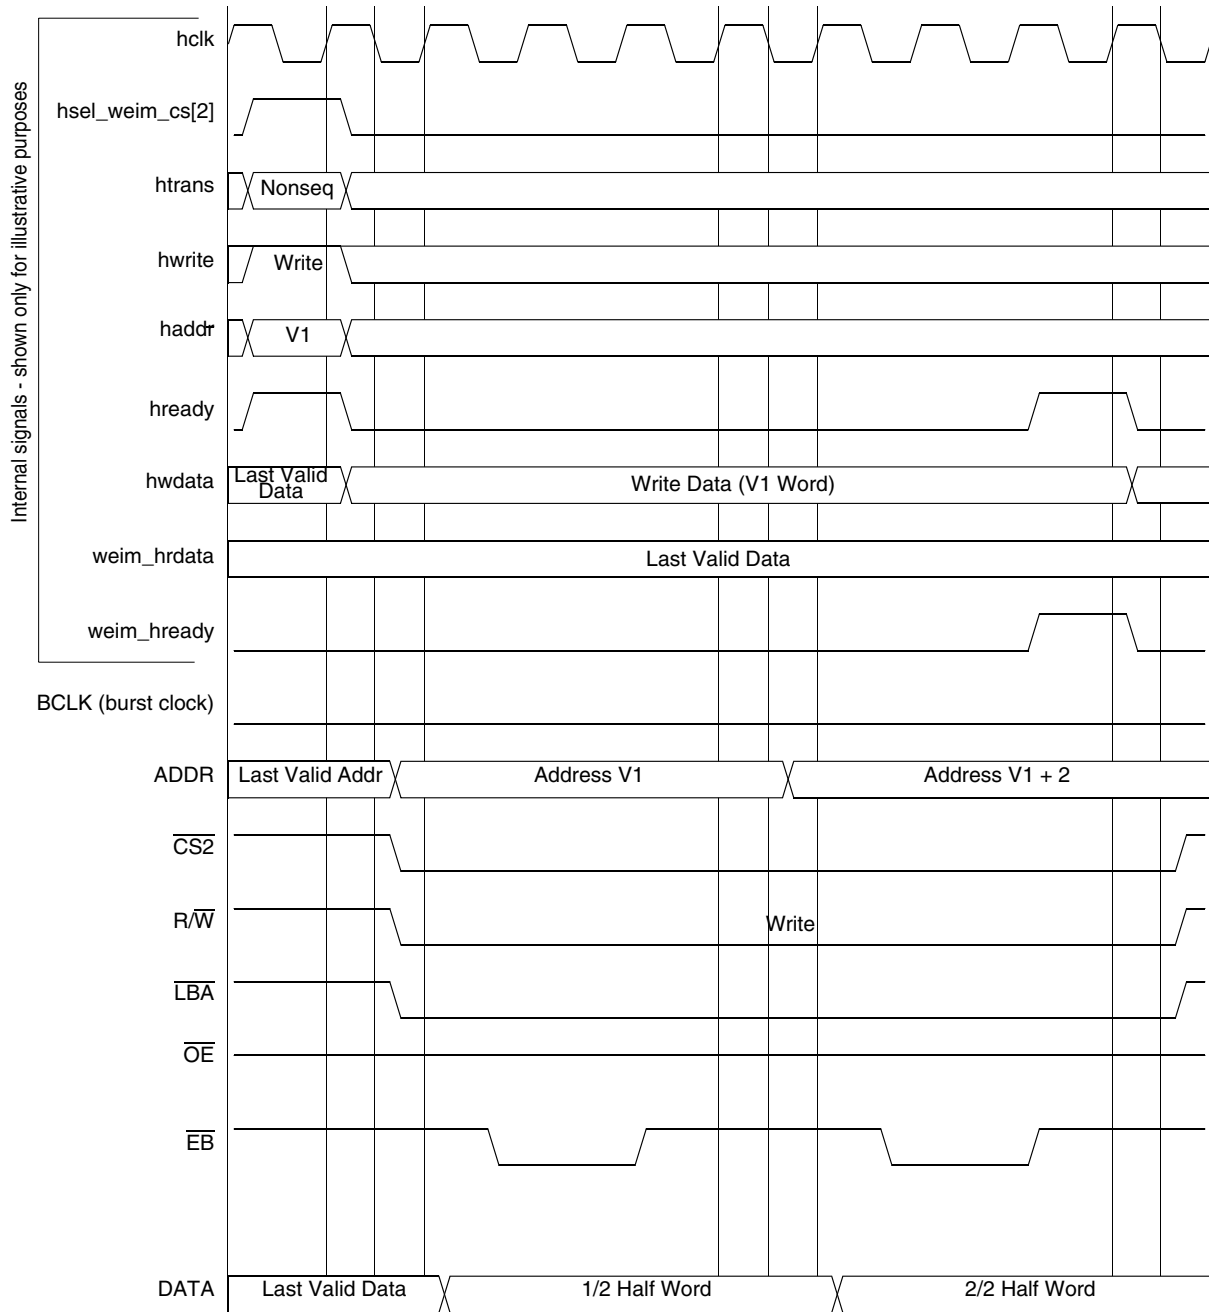 Internal signals - shown only for illustrative purposes
hclk
hsel_weim_cs[2]
htrans
Nonseq
hwrite
Write
haddr
V1
hready
hwdata
Last Valid
Data
Write Data (V1 Word)
weim_hrdata
Last Valid Data
weim_hready
BCLK (burst clock)
ADDR
Last Valid Addr
Address V1
Address V1 + 2
CS2
R/W
Write
LBA
OE
EB
DATA
Last Valid Data
1/2 Half Word
2/2 Half Word